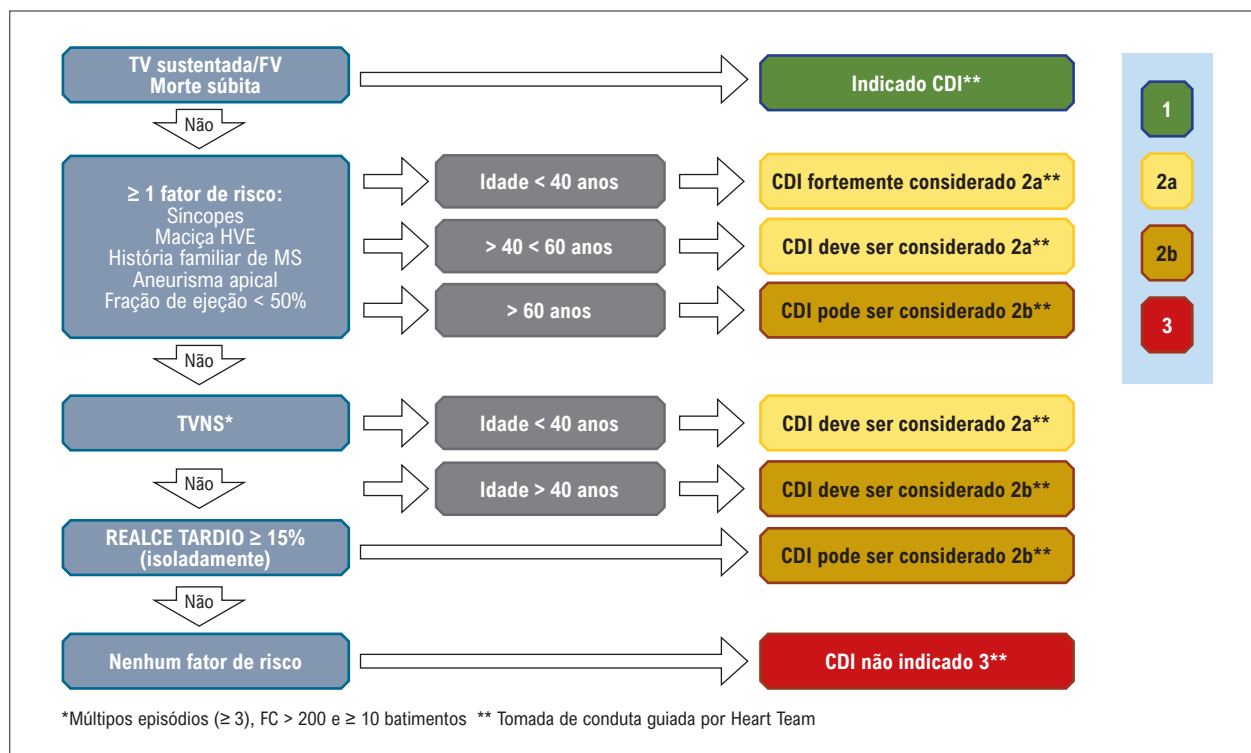 TV sustentada/FV
Morte súbita
Indicado CDI**
Não
≥ 1 fator de risco:
Síncopes
Maciça HVE
História familiar de MS
Aneurisma apical
Fração de ejeção < 50%
Idade < 40 anos
CDI fortemente considerado 2a**
> 40 < 60 anos
CDI deve ser considerado 2a**
> 60 anos
CDI pode ser considerado 2b**
Não
TVNS*
Idade < 40 anos
CDI deve ser considerado 2a**
Não
Idade > 40 anos
CDI deve ser considerado 2b**
REALCE TARDIO ≥ 15%
(isoladamente)
CDI pode ser considerado 2b**
Não
Nenhum fator de risco
CDI não indicado 3**
1
2a
2b
3
*Múltipos episódios (≥ 3), FC > 200 e ≥ 10 batimentos ** Tomada de conduta guiada por Heart Team